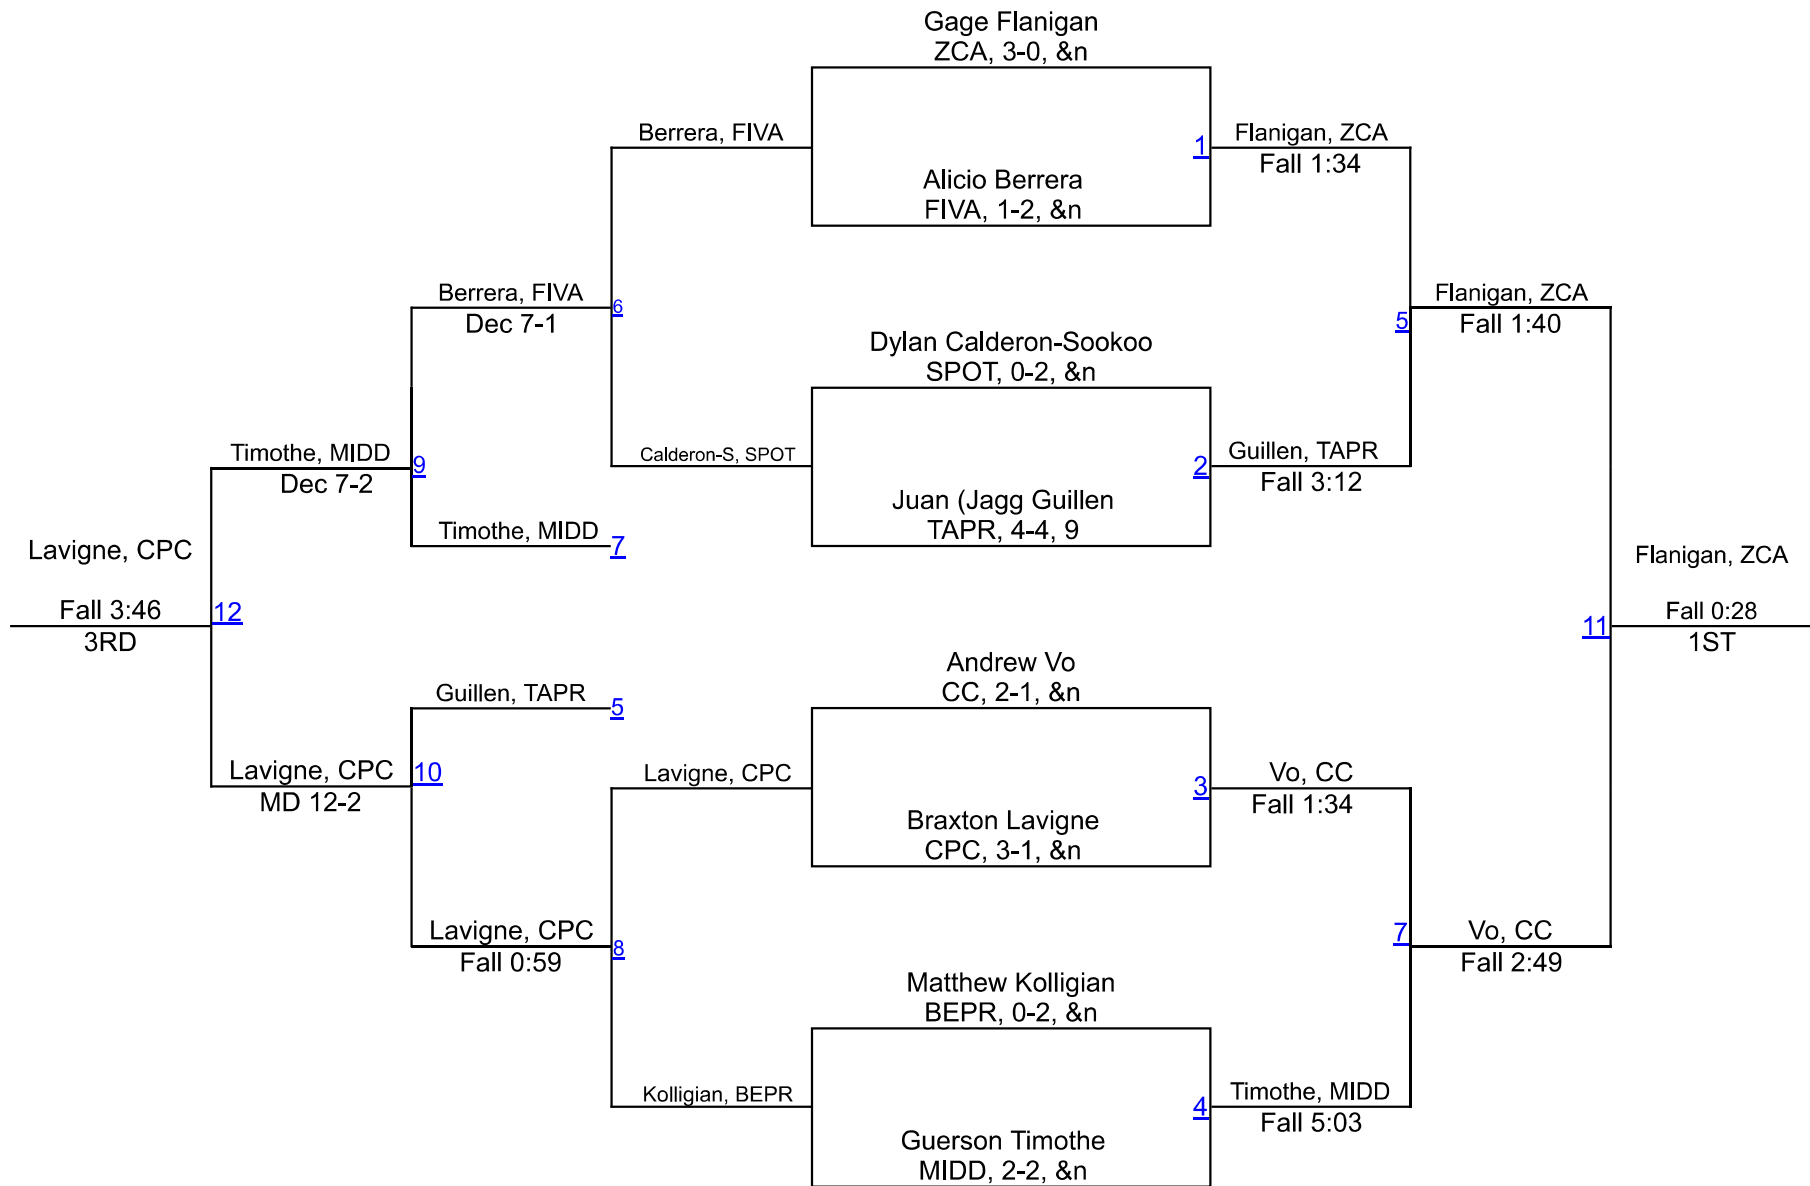 Gage Flanigan
ZCA, 3-0, &n
Berrera, FIVA
1
Flanigan, ZCA
Fall 1:34
Alicio Berrera
FIVA, 1-2, &n
Berrera, FIVA
Dec 7-1
6
Flanigan, ZCA
Fall 1:40
5
Dylan Calderon-Sookoo
SPOT, 0-2, &n
Timothe, MIDD
Dec 7-2
9
Calderon-S, SPOT
2
Guillen, TAPR
Fall 3:12
Juan (Jagg Guillen
TAPR, 4-4, 9
Timothe, MIDD
7
Lavigne, CPC
Fall 3:46
3RD
12
Flanigan, ZCA
Fall 0:28
1ST
11
Andrew Vo
CC, 2-1, &n
Guillen, TAPR
5
Lavigne, CPC
MD 12-2
10
Lavigne, CPC
3
Vo, CC
Fall 1:34
Braxton Lavigne
CPC, 3-1, &n
Lavigne, CPC
Fall 0:59
8
7
Vo, CC
Fall 2:49
Matthew Kolligian
BEPR, 0-2, &n
Kolligian, BEPR
4
Timothe, MIDD
Fall 5:03
Guerson Timothe
MIDD, 2-2, &n